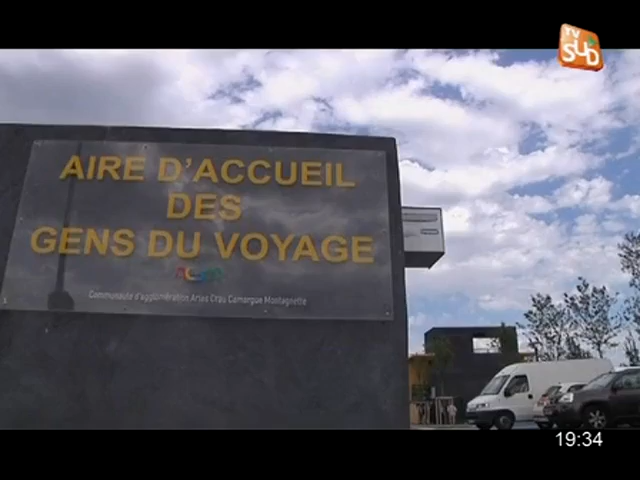 TV
SUD
AIRE D'ACCUEIL
DES
GENS DU VOYAGE
Communauté d'agglomération Arles Crau Camargue Montagnette
19:34